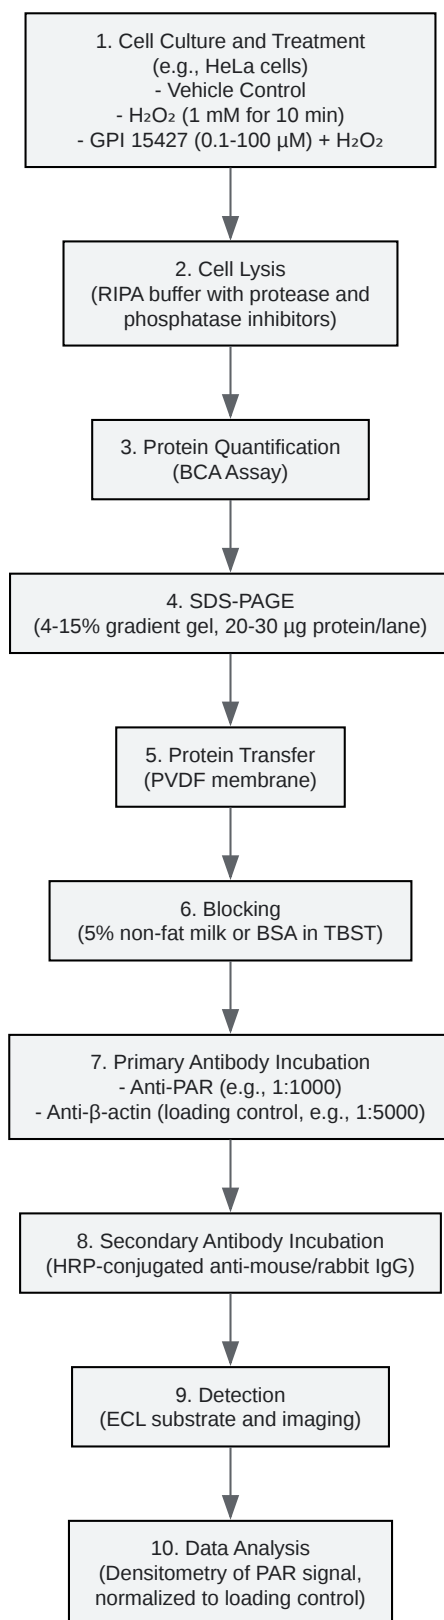 1. Cell Culture and Treatment
(e.g., HeLa cells)
- Vehicle Control
- H₂O₂ (1 mM for 10 min)
- GPI 15427 (0.1-100 µM) + H₂O₂
2. Cell Lysis
(RIPA buffer with protease and
phosphatase inhibitors)
3. Protein Quantification
(BCA Assay)
4. SDS-PAGE
(4-15% gradient gel, 20-30 µg protein/lane)
5. Protein Transfer
(PVDF membrane)
6. Blocking
(5% non-fat milk or BSA in TBST)
7. Primary Antibody Incubation
- Anti-PAR (e.g., 1:1000)
- Anti-β-actin (loading control, e.g., 1:5000)
8. Secondary Antibody Incubation
(HRP-conjugated anti-mouse/rabbit IgG)
9. Detection
(ECL substrate and imaging)
10. Data Analysis
(Densitometry of PAR signal,
normalized to loading control)